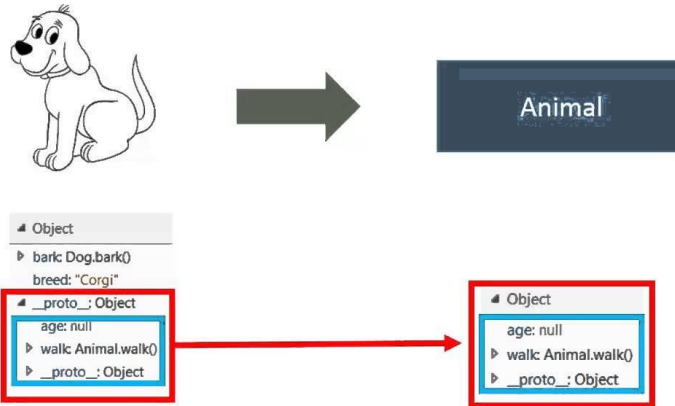 Animal
Object
bark: Dog.bark()
breed: "Corgi"
__proto__: Object
age: null
walk: Animal.walk()
__proto__: Object
Object
age: null
walk: Animal.walk()
__proto__: Object